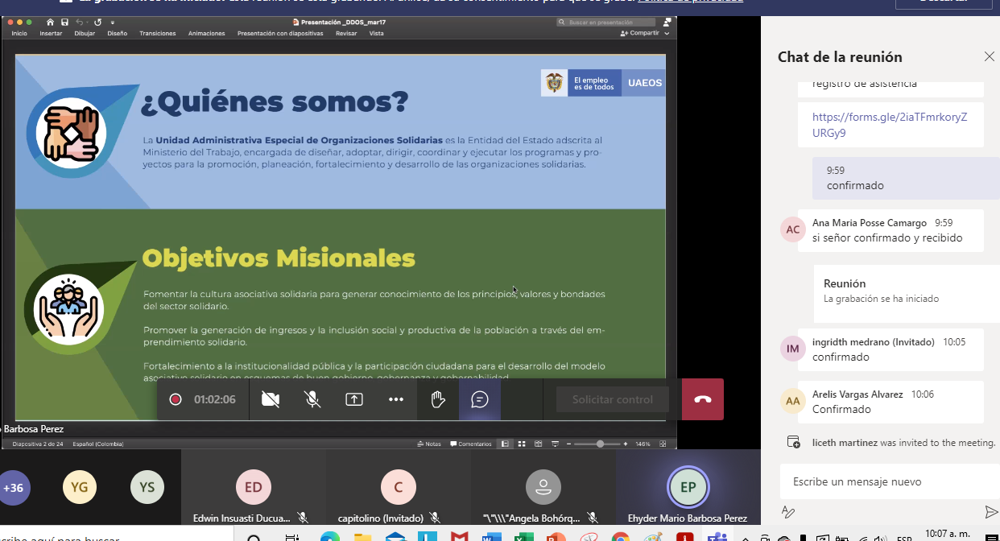 Descartar
Presentación _DDOS_mar17
Buscar en presentación
Inicio Insertar Dibujar Diseño Transiciones Animaciones Presentación con diapositivas Revisar Vista
Compartir
El empleo
es de todos
UAEOS
¿Quiénes somos?
La Unidad Administrativa Especial de Organizaciones Solidarias es la Entidad del Estado adscrita al
Ministerio del Trabajo, encargada de diseñar, adoptar, dirigir, coordinar y ejecutar los programas y pro-
yectos para la promoción, planeación, fortalecimiento y desarrollo de las organizaciones solidarias.
Objetivos Misionales
Fomentar la cultura asociativa solidaria para generar conocimiento de los principios, valores y bondades
del sector solidario.
Promover la generación de ingresos y la inclusión social y productiva de la población a través del em-
prendimiento solidario.
Fortalecimiento a la institucionalidad pública y la participación ciudadana para el desarrollo del modelo
asociativo solidario en esquemas de buen gobierno, gobernanza y gobernabilidad.
01:02:06
Solicitar control
Barbosa Perez
Diapositiva 2 de 24 Español (Colombia) Notas Comentarios 146%
+36
YG
YS
ED
Edwin Insuasti Ducua...
C
capitolino (Invitado)
"\"\\\"Angela Bohórq...
EP
Ehyder Mario Barbosa Perez
Chat de la reunión
registro de asistencia
https://forms.gle/2iaTFmrkoryZ
URGy9
9:59
confirmado
AC
Ana Maria Posse Camargo 9:59
si señor confirmado y recibido
Reunión
La grabación se ha iniciado
IM
ingridth medrano (Invitado) 10:05
confirmado
AA
Arelis Vargas Alvarez 10:06
Confirmado
liceth martinez was invited to the meeting.
Escribe un mensaje nuevo
aquí para buscar
ESP
10:07 a. m.